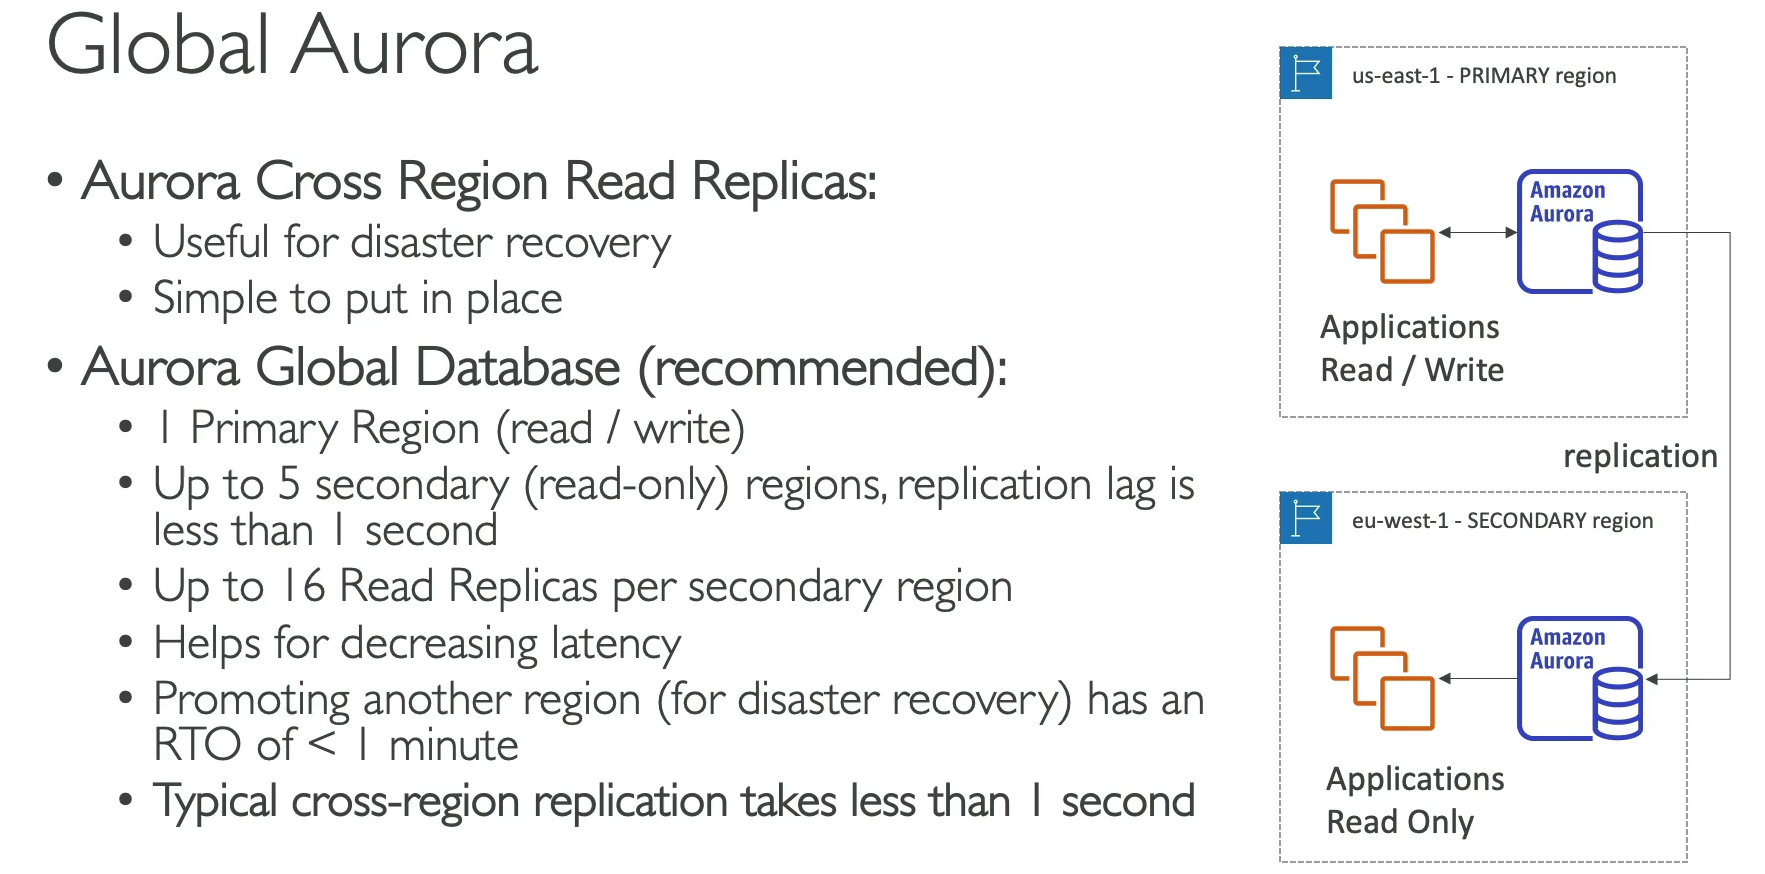 Global Aurora
• Aurora Cross Region Read Replicas:
• Useful for disaster recovery
• Simple to put in place
• Aurora Global Database (recommended):
• 1 Primary Region (read / write)
• Up to 5 secondary (read-only) regions, replication lag is
less than 1 second
• Up to 16 Read Replicas per secondary region
• Helps for decreasing latency
• Promoting another region (for disaster recovery) has an
RTO of < 1 minute
• Typical cross-region replication takes less than 1 second
us-east-1 - PRIMARY region
Amazon
Aurora
Applications
Read / Write
replication
eu-west-1 - SECONDARY region
Amazon
Aurora
Applications
Read Only